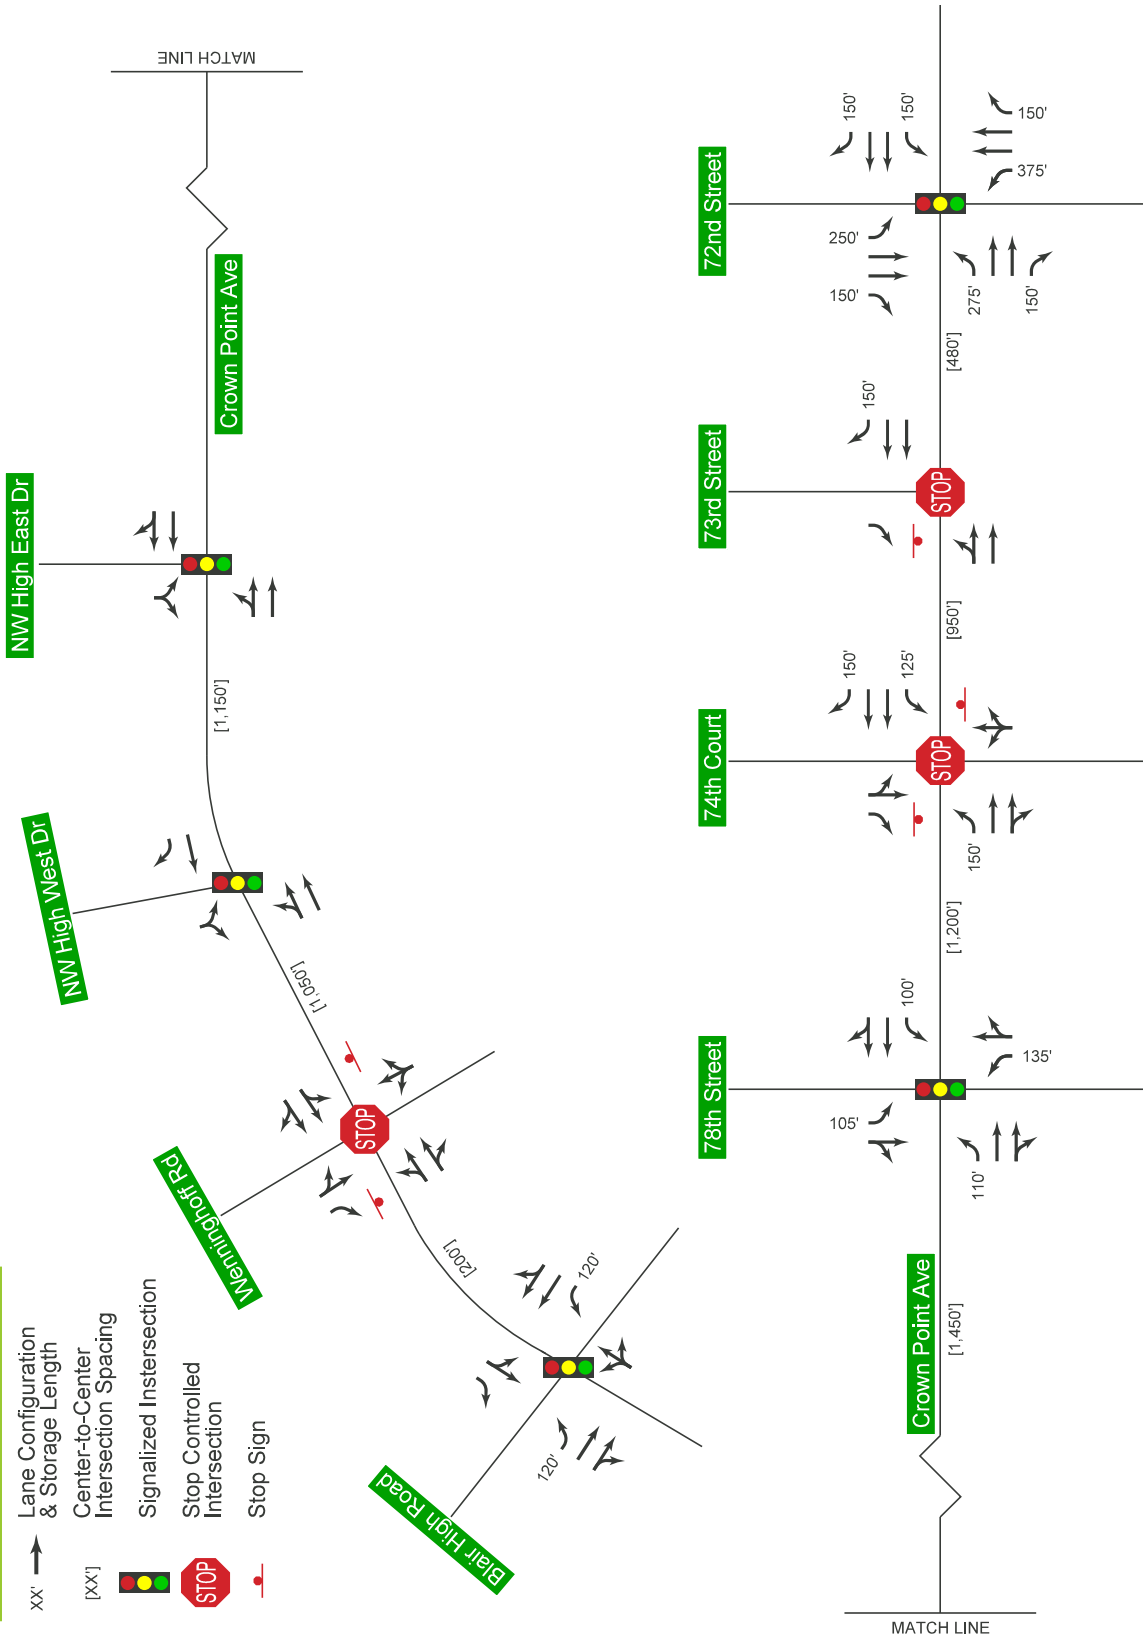 XX'
Lane Configuration
& Storage Length
[XX']
Center-to-Center
Intersection Spacing
Signalized Instersection
STOP
Stop Controlled
Intersection
Stop Sign
Blair High Road
120'
120'
[200']
Wenninghoff Rd
STOP
[1,050']
NW High West Dr
[1,150']
NW High East Dr
Crown Point Ave
MATCH LINE
MATCH LINE
[1,450']
Crown Point Ave
78th Street
105'
110'
100'
135'
[1,200']
74th Court
STOP
150'
150'
125'
[950']
73rd Street
STOP
150'
[480']
72nd Street
250'
150'
275'
150'
150'
150'
375'
150'